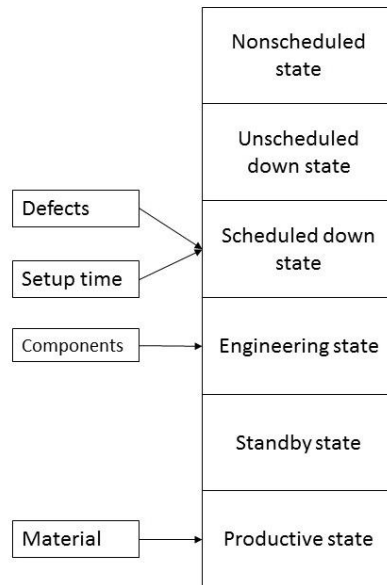 Nonscheduled
state
Unscheduled
down state
Defects
Scheduled down
state
Setup time
Components
Engineering state
Standby state
Material
Productive state